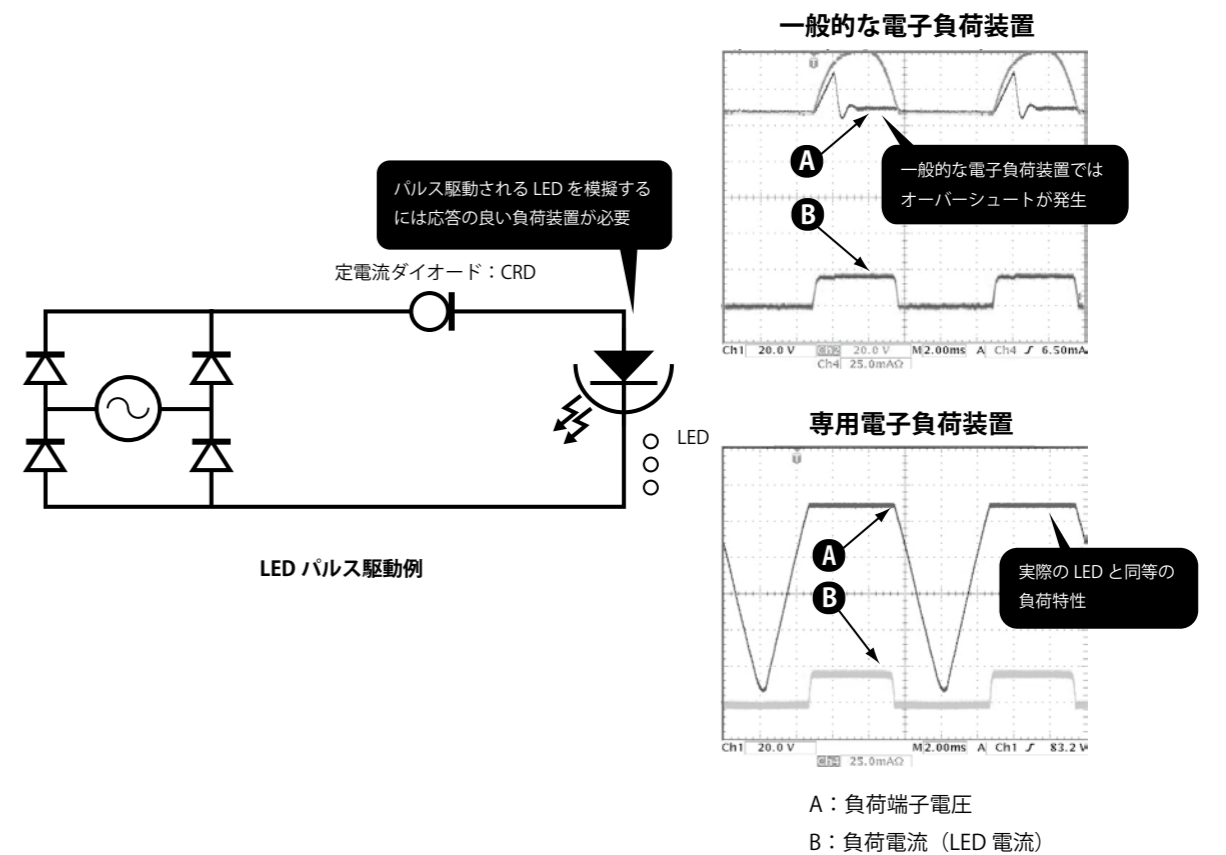 一般的な電子負荷装置
A
一般的な電子負荷装置では
オーバーシュートが発生
B
Ch1 20.0 V Ch2 20.0 V M 2.00ms A Ch4 6.50mA
Ch4 25.0mAΩ
パルス駆動される LED を模擬する
には応答の良い負荷装置が必要
定電流ダイオード：CRD
LED
LED パルス駆動例
専用電子負荷装置
A
B
実際の LED と同等の
負荷特性
Ch1 20.0 V M 2.00ms A Ch1 83.2 V
Ch4 25.0mAΩ
A：負荷端子電圧
B：負荷電流（LED 電流）